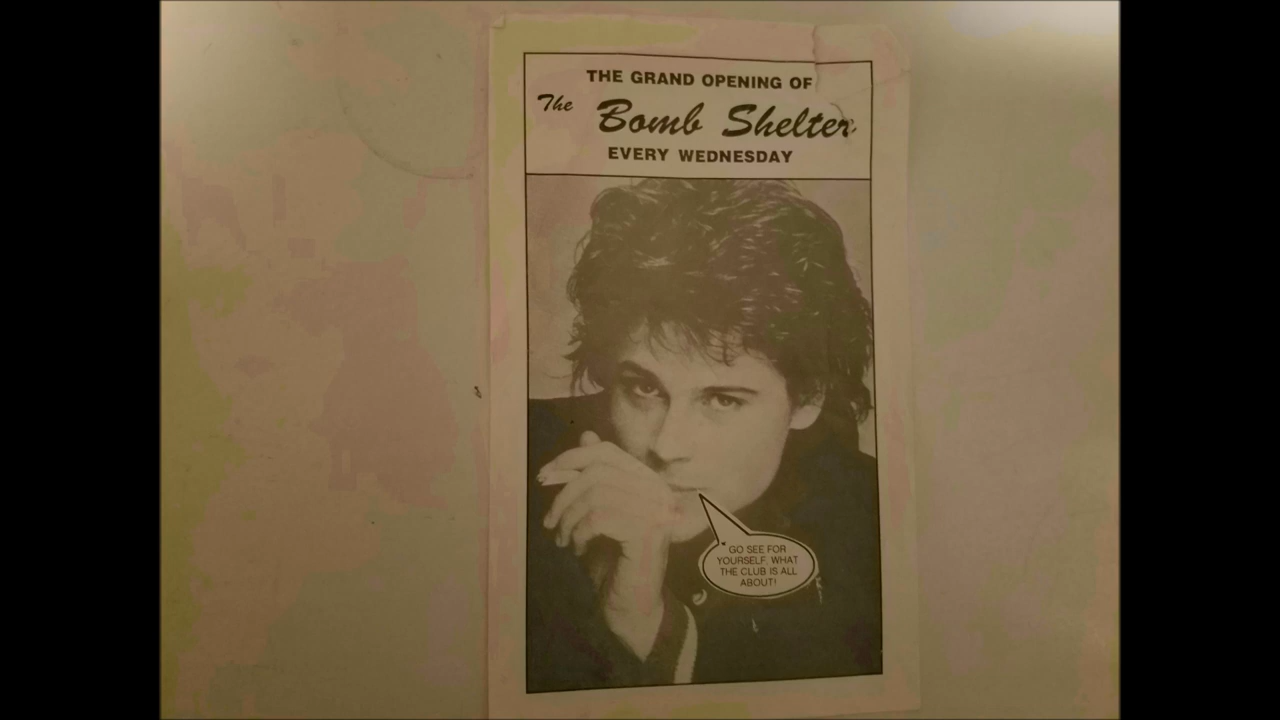 THE GRAND OPENING OF
The Bomb Shelter
EVERY WEDNESDAY
GO SEE FOR
YOURSELF, WHAT
THE CLUB IS ALL
ABOUT!